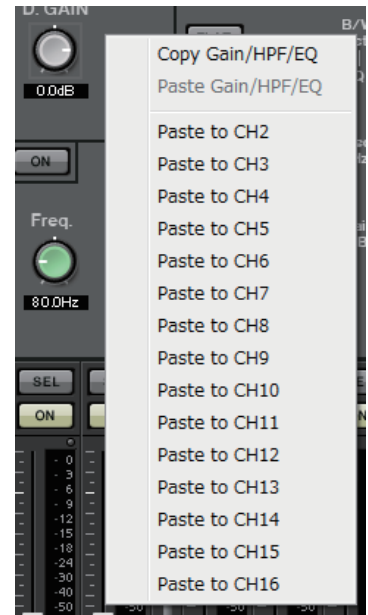 D. GAIN
0.0dB
ON
Freq.
80.0Hz
SEL
ON
0
3
6
9
-12
-15
-18
-24
-30
-40
-50
B/W
Copy Gain/HPF/EQ
Paste Gain/HPF/EQ
Paste to CH2
Paste to CH3
Paste to CH4
Paste to CH5
Paste to CH6
Paste to CH7
Paste to CH8
Paste to CH9
Paste to CH10
Paste to CH11
Paste to CH12
Paste to CH13
Paste to CH14
Paste to CH15
Paste to CH16